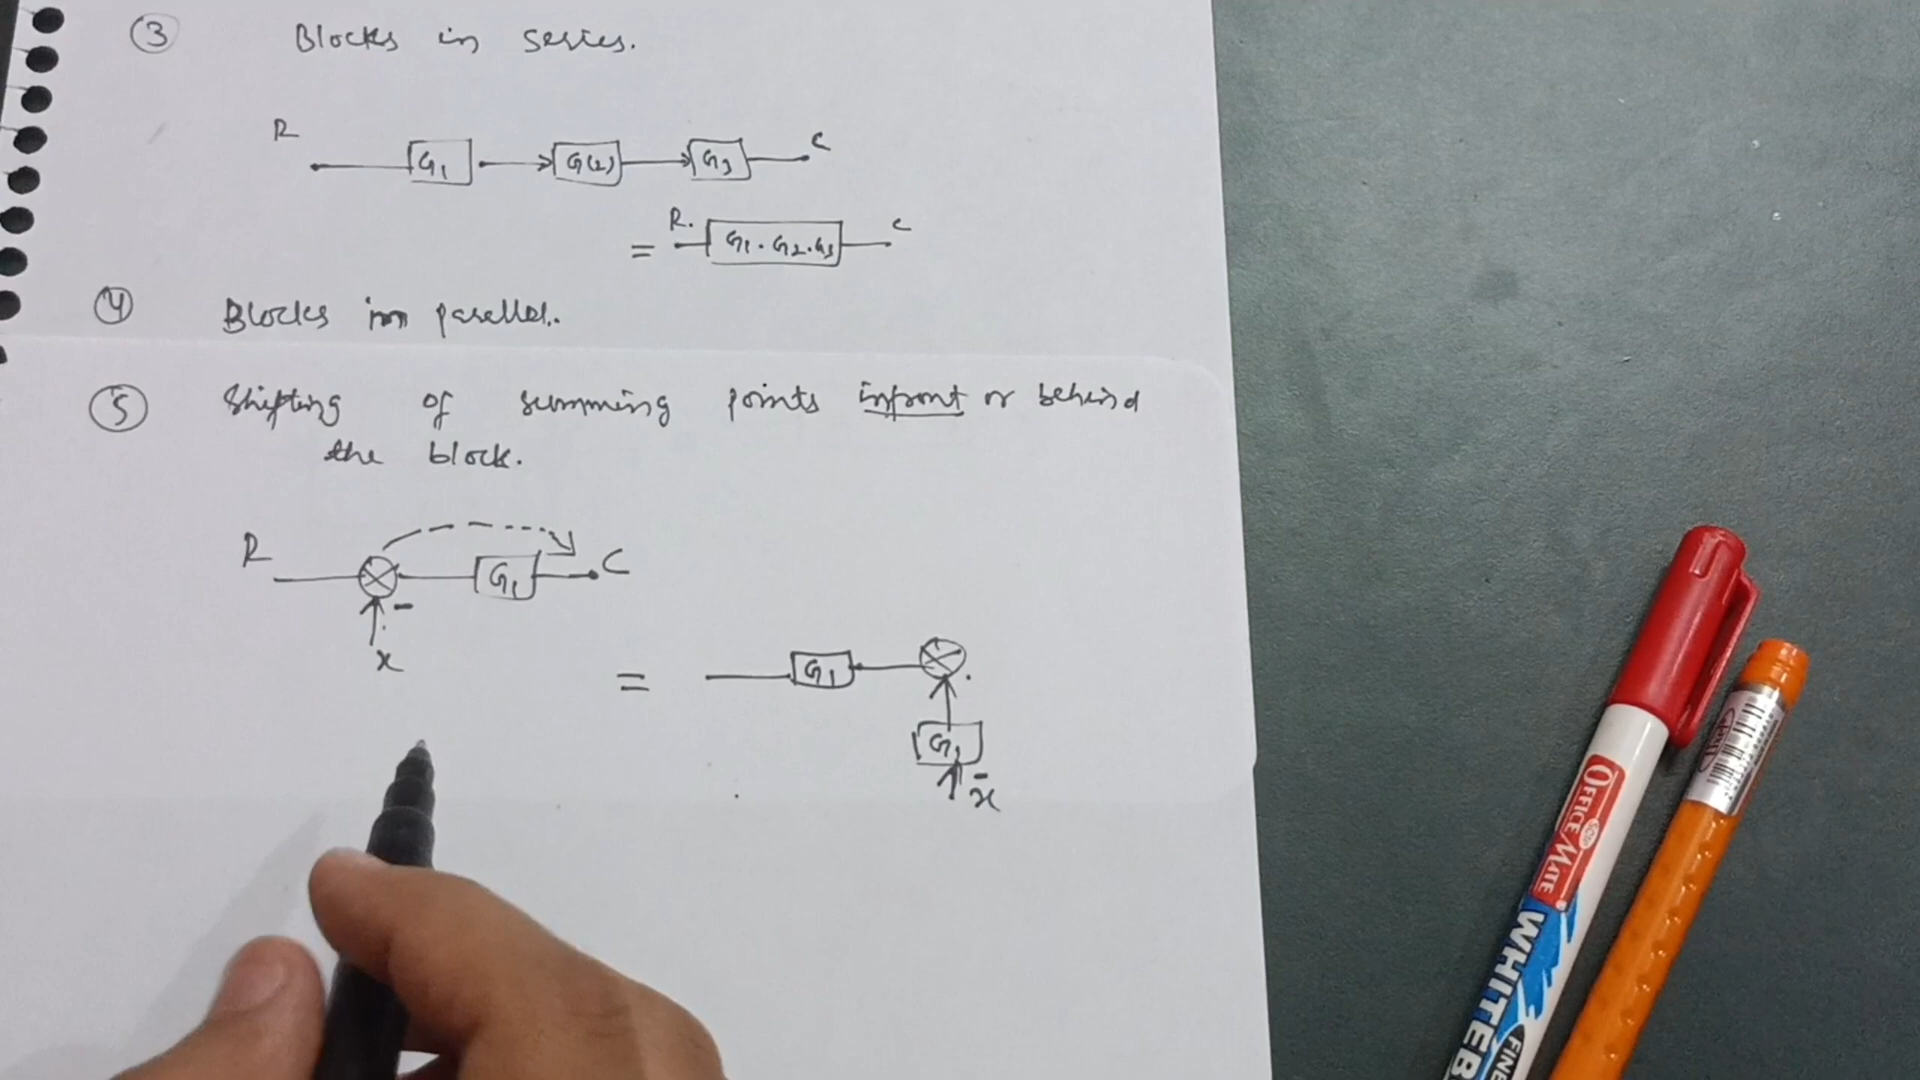 ③ Blocks in series.
R G₁ G(2) G₃ C
= R. G₁ . G₂ . G₃ C
④ Blocks in parallel.
⑤ Shifting of summing points infront or behind
the block.
R G₁ C
-
x
= G₁
G₁
-
x
OFFICE MATE
WHITEB
FINE